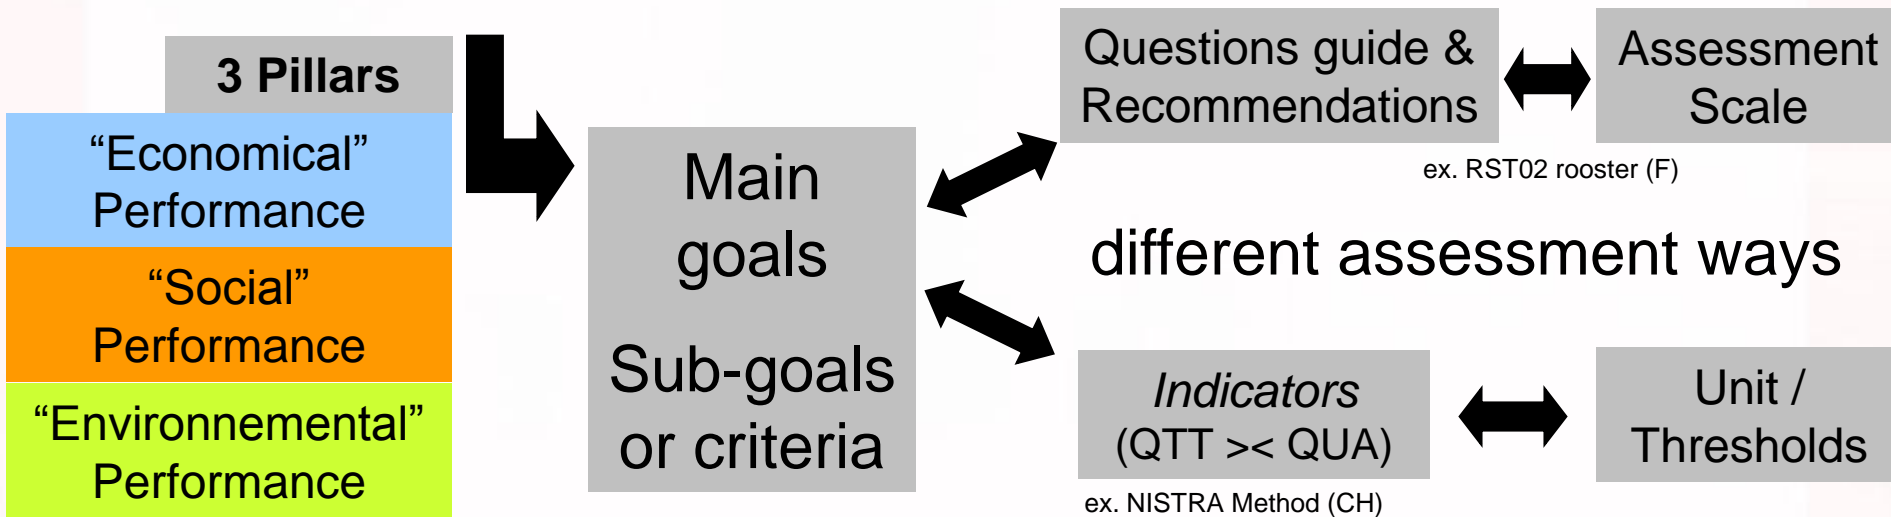 3 Pillars
“Economical”
Performance
“Social”
Performance
“Environnemental”
Performance
Main
goals
Sub-goals
or criteria
Questions guide &
Recommendations
Assessment
Scale
ex. RST02 rooster (F)
different assessment ways
Indicators
(QTT >< QUA)
Unit /
Thresholds
ex. NISTRA Method (CH)